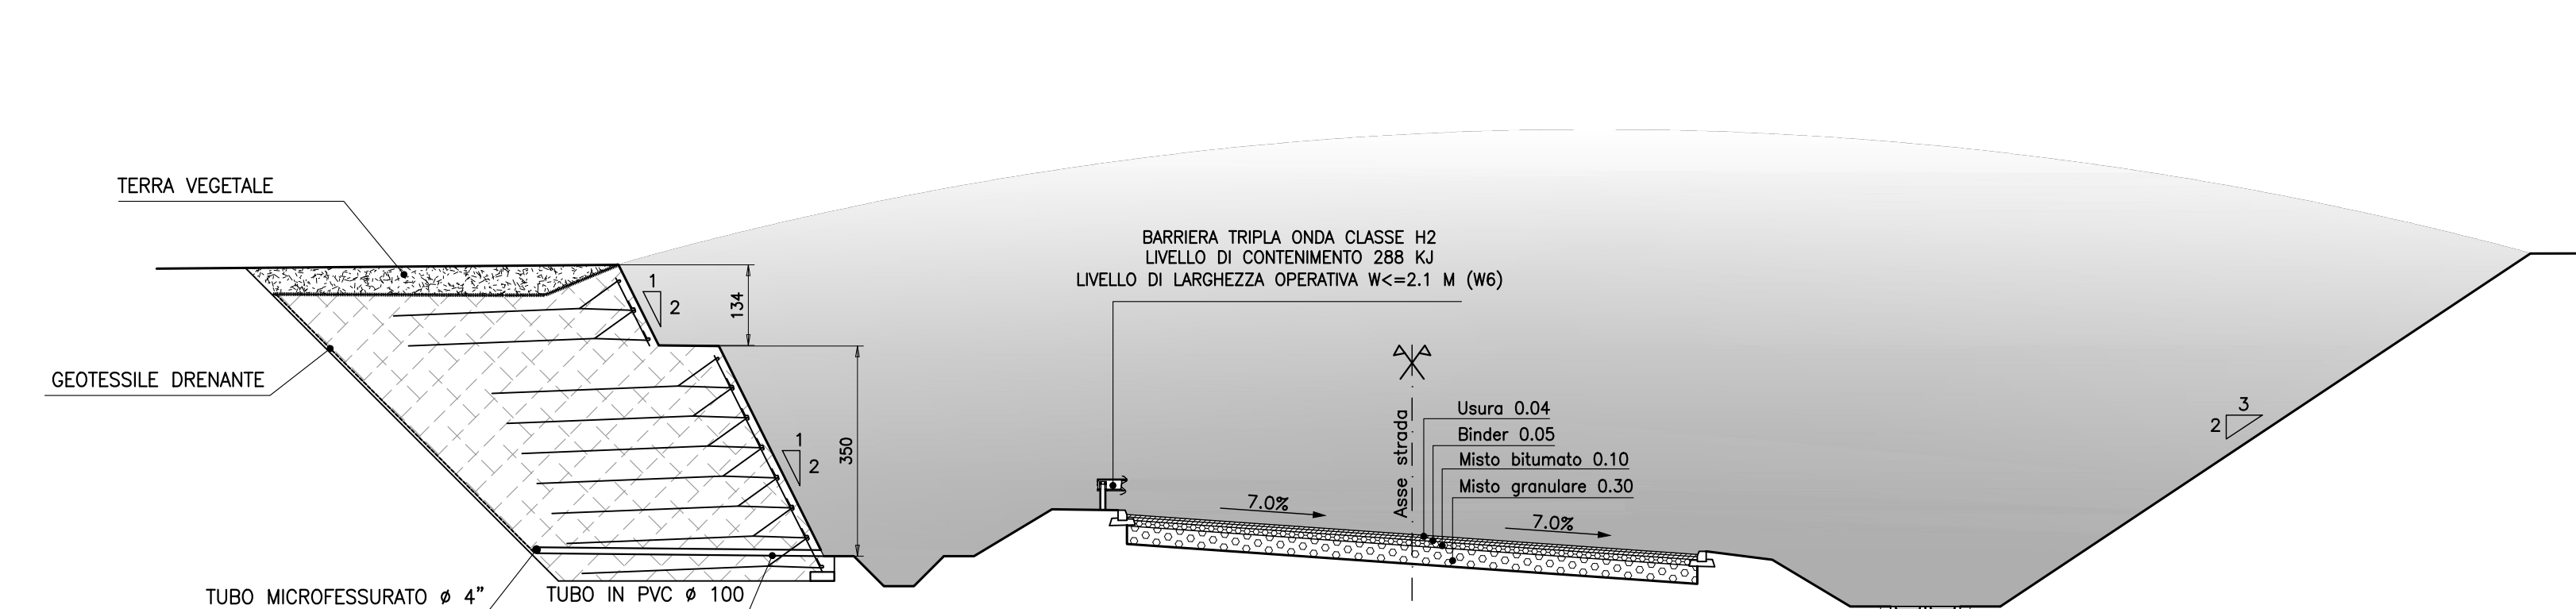 TERRA VEGETALE
BARRIERA TRIPLA ONDA CLASSE H2
LIVELLO DI CONTENIMENTO 288 KJ
LIVELLO DI LARGHEZZA OPERATIVA W<=2.1 M (W6)
1
2
134
GEOTESSILE DRENANTE
3
2
Asse strada
Usura 0.04
Binder 0.05
Misto bitumato 0.10
Misto granulare 0.30
1
2
350
7.0%
7.0%
TUBO MICROFESSURATO ø 4”
TUBO IN PVC ø 100